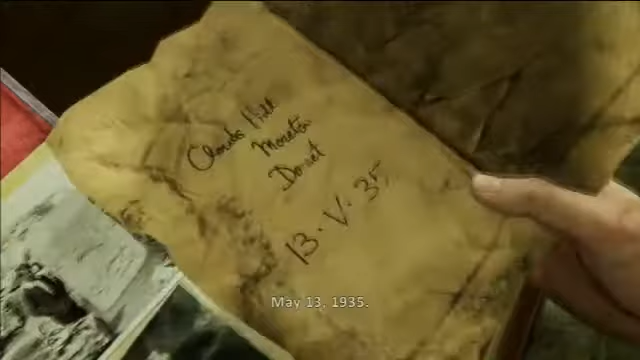 Clouds Hill
Moreton
Dorset
13·V·35
May 13, 1935.